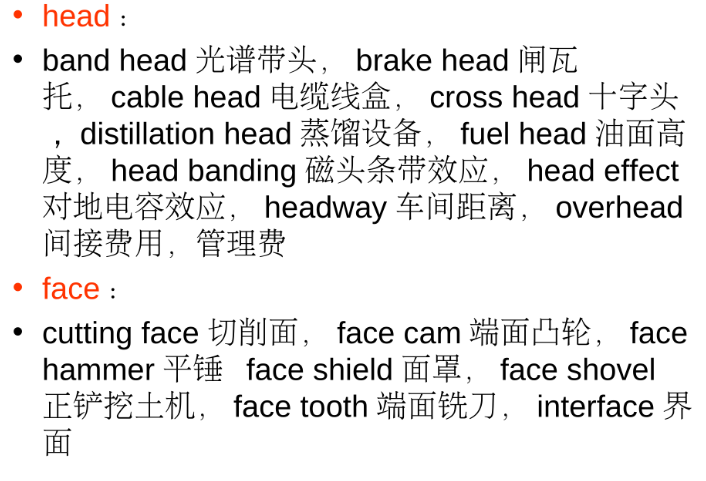 • head：
• band head 光谱带头， brake head 闸瓦
托， cable head 电缆线盒， cross head 十字头
，distillation head 蒸馏设备， fuel head 油面高
度， head banding 磁头条带效应， head effect
对地电容效应， headway 车间距离， overhead
间接费用，管理费
• face：
• cutting face 切削面， face cam 端面凸轮， face
hammer 平锤 face shield 面罩， face shovel
正铲挖土机， face tooth 端面铣刀， interface 界
面